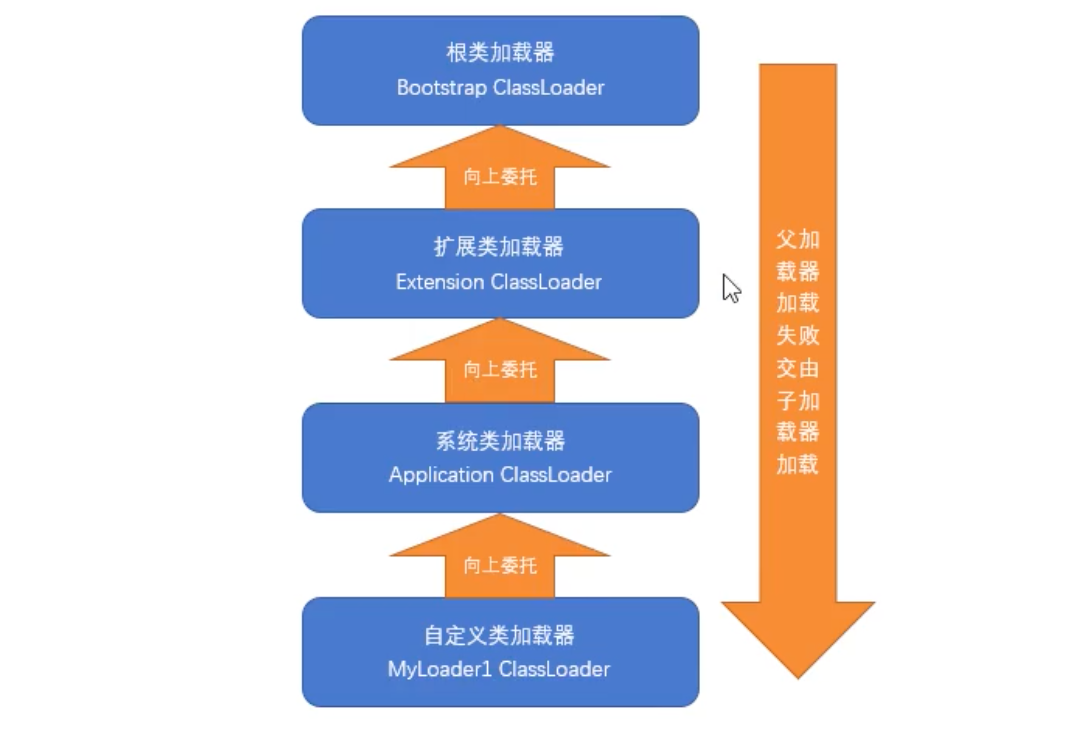 根类加载器
Bootstrap ClassLoader
向上委托
扩展类加载器
Extension ClassLoader
向上委托
系统类加载器
Application ClassLoader
向上委托
自定义类加载器
MyLoader1 ClassLoader
父加
载器
加载
失败
交由
子加
载器
加载